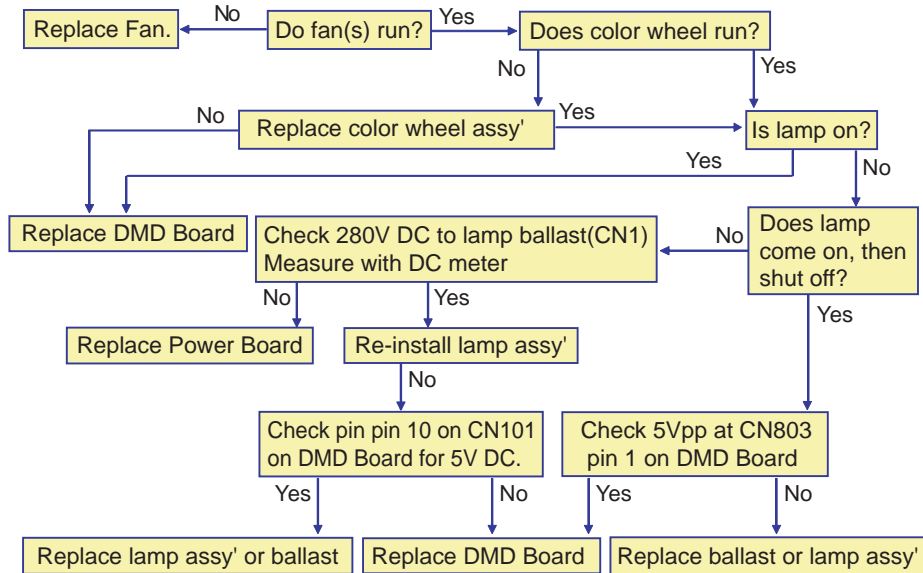 No
Yes
Replace Fan.
Do fan(s) run?
Does color wheel run?
No
Yes
No
Replace color wheel assy'
Yes
Is lamp on?
Yes
No
Replace DMD Board
Check 280V DC to lamp ballast(CN1)
Measure with DC meter
No
Does lamp
come on, then
shut off?
No
Yes
Yes
Replace Power Board
Re-install lamp assy'
No
Check pin pin 10 on CN101
on DMD Board for 5V DC.
Check 5Vpp at CN803
pin 1 on DMD Board
Yes
No
Yes
No
Replace lamp assy' or ballast
Replace DMD Board
Replace ballast or lamp assy'